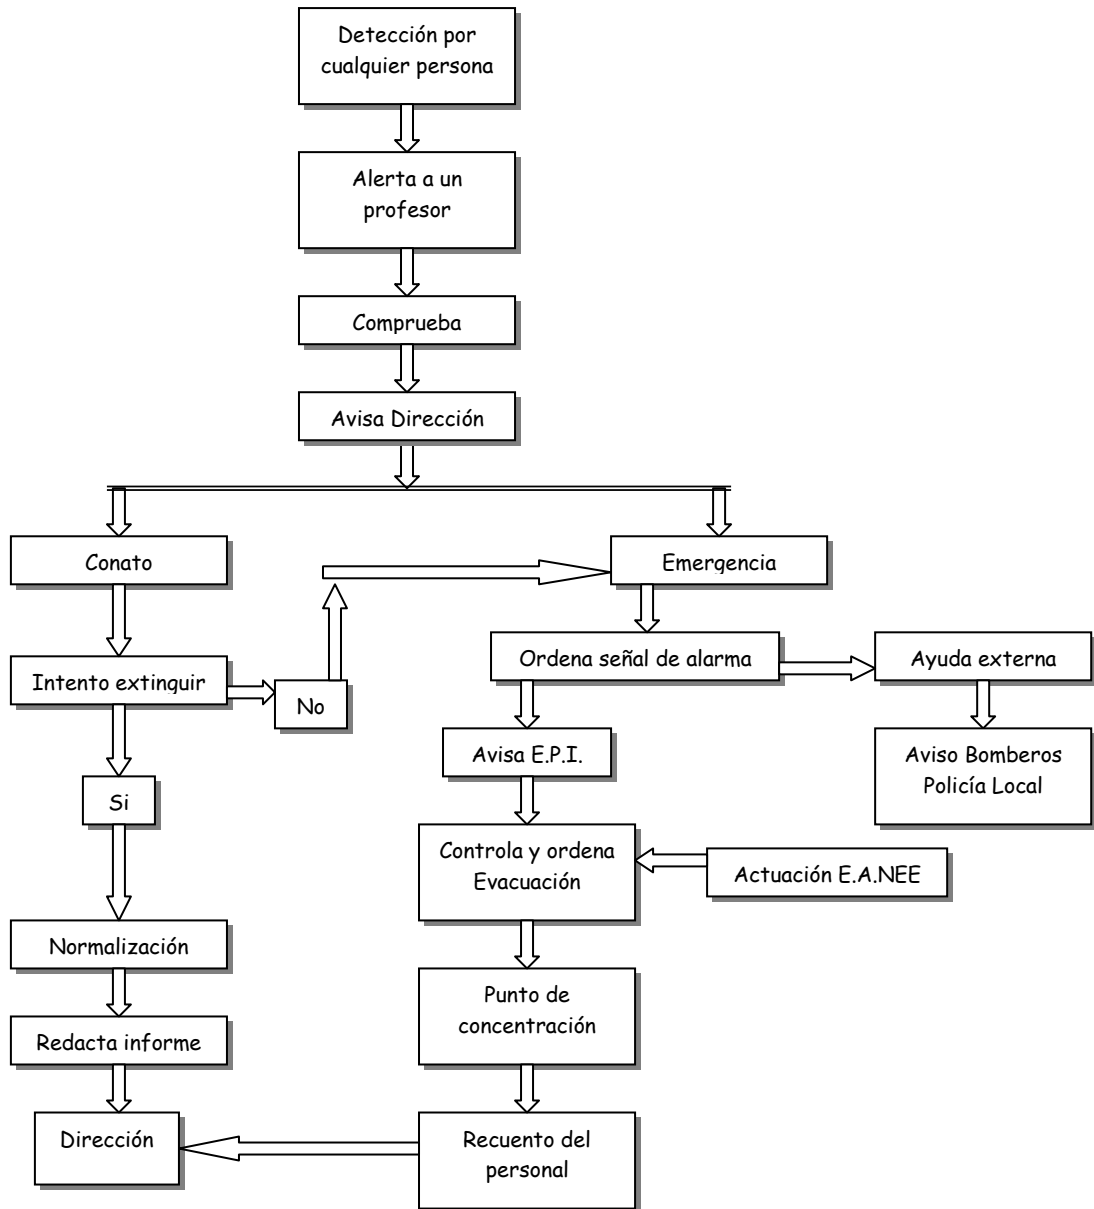 Detección por
cualquier persona
Alerta a un
profesor
Comprueba
Avisa Dirección
Conato
Emergencia
Intento extinguir
No
Ordena señal de alarma
Ayuda externa
Avisa E.P.I.
Aviso Bomberos
Policía Local
Si
Controla y ordena
Evacuación
Actuación E.A.NEE
Normalización
Punto de
concentración
Redacta informe
Dirección
Recuento del
personal